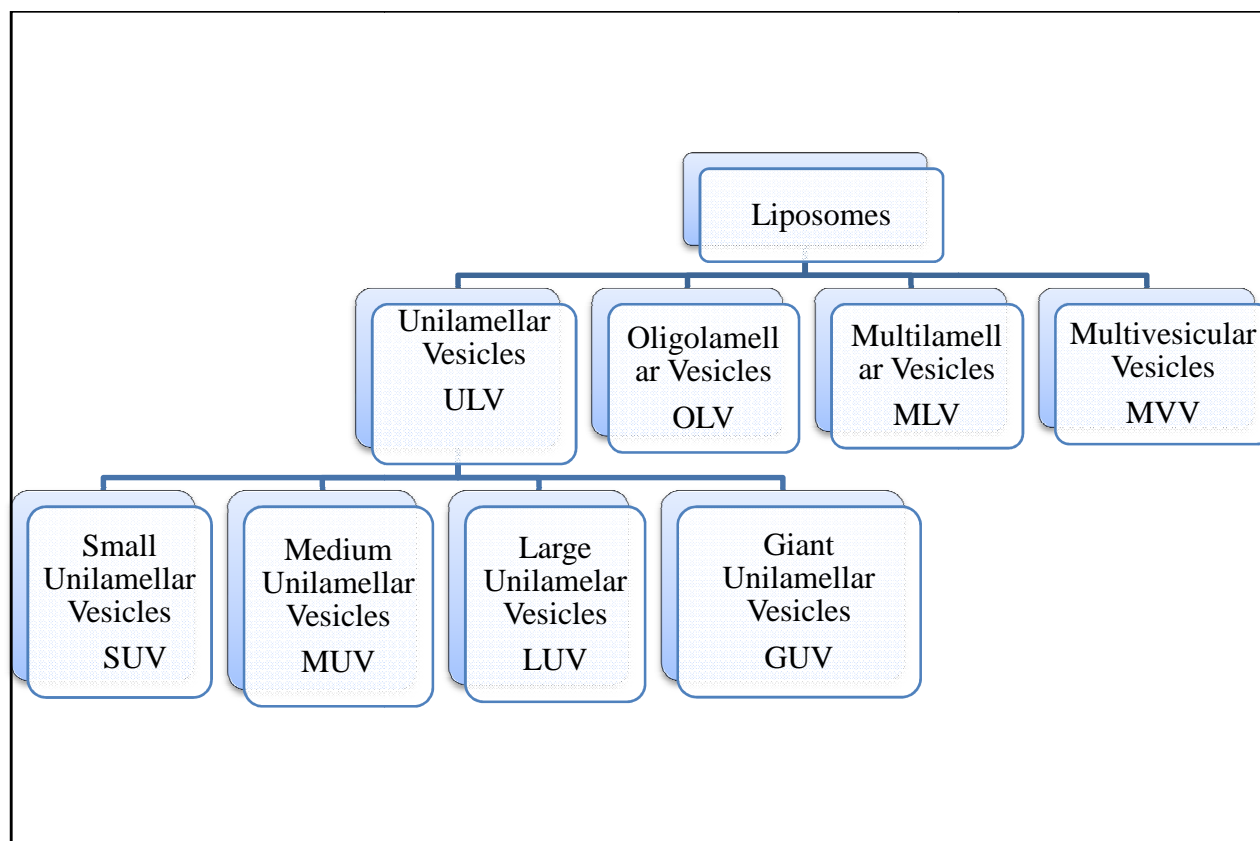 Liposomes
Unilamellar
Vesicles
ULV
Oligolamell
ar Vesicles
OLV
Multilamell
ar Vesicles
MLV
Multivesicular
Vesicles
MVV
Small
Unilamellar
Vesicles
SUV
Medium
Unilamellar
Vesicles
MUV
Large
Unilamelar
Vesicles
LUV
Giant
Unilamellar
Vesicles
GUV